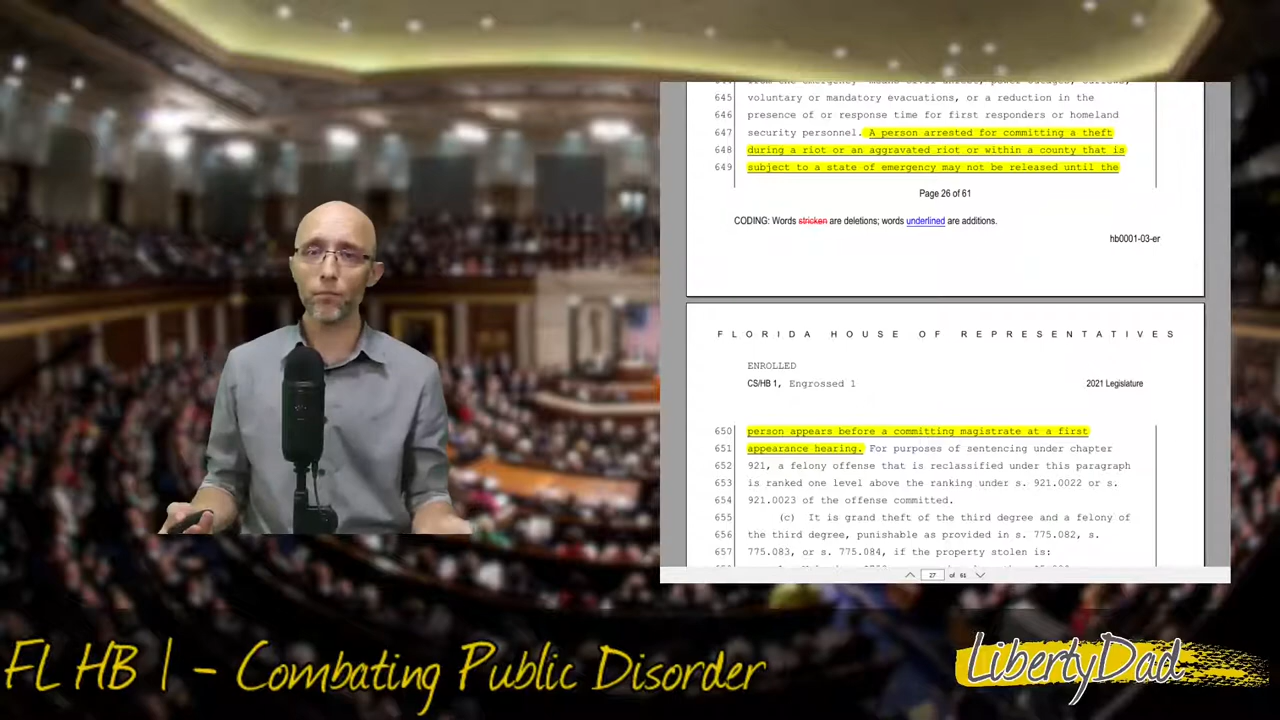 645 voluntary or mandatory evacuations, or a reduction in the
646 presence of or response time for first responders or homeland
647 security personnel. A person arrested for committing a theft
648 during a riot or an aggravated riot or within a county that is
649 subject to a state of emergency may not be released until the
Page 26 of 61
CODING: Words stricken are deletions; words underlined are additions.
hb0001-03-er
FLORIDA HOUSE OF REPRESENTATIVES
ENROLLED
CS/HB 1, Engrossed 1 2021 Legislature
650 person appears before a committing magistrate at a first
651 appearance hearing. For purposes of sentencing under chapter
652 921, a felony offense that is reclassified under this paragraph
653 is ranked one level above the ranking under s. 921.0022 or s.
654 921.0023 of the offense committed.
655 (c) It is grand theft of the third degree and a felony of
656 the third degree, punishable as provided in s. 775.082, s.
657 775.083, or s. 775.084, if the property stolen is:
27 of 61
FL HB 1 - Combating Public Disorder
LibertyDad